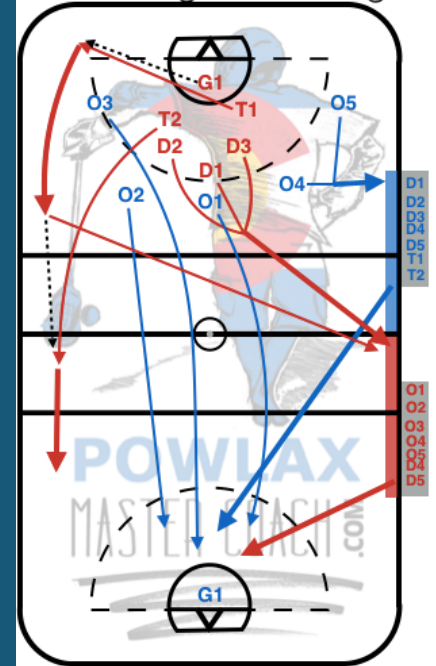 G1
O3
T1
O5
T2
D2
D3
D1
O4
O2
O1
D1
D2
D3
D4
D5
T1
T2
O1
O2
O3
O4
O5
D4
D5
POWLAX
MASTER COACH
.COM
G1